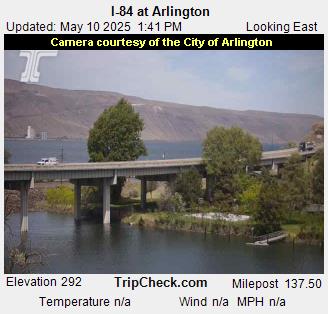 I-84 at Arlington
Updated: May 10 2025 1:41 PM Looking East
Camera courtesy of the City of Arlington
Elevation 292 TripCheck.com Milepost 137.50
Temperature n/a Wind n/a MPH n/a